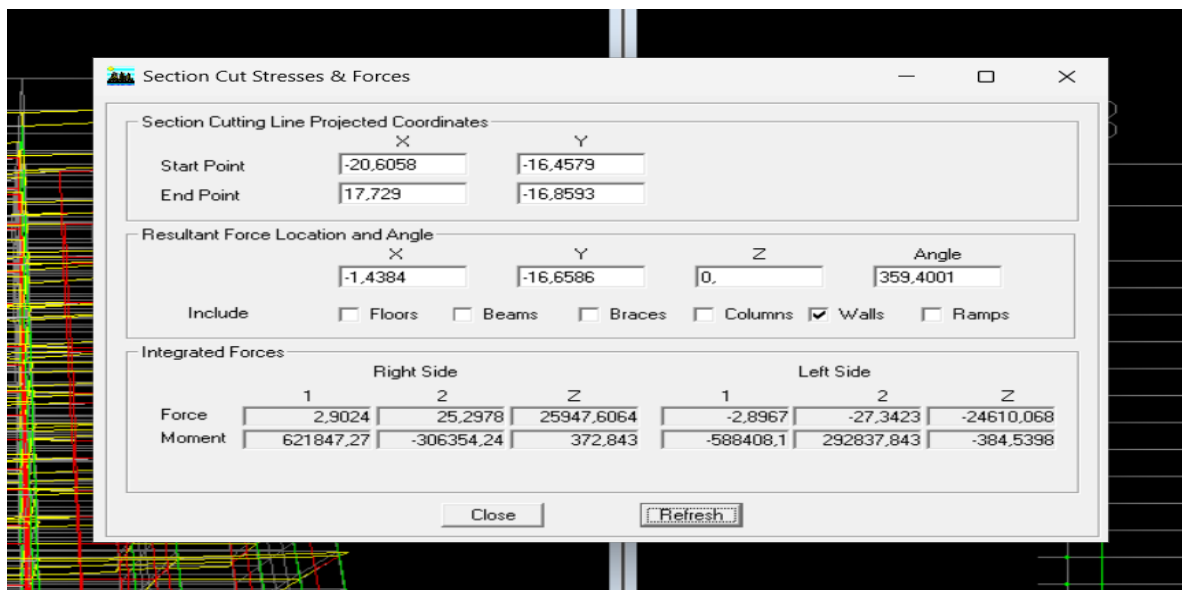 Section Cut Stresses & Forces
Section Cutting Line Projected Coordinates
X Y
Start Point -20,6058 -16,4579
End Point 17,729 -16,8593
Resultant Force Location and Angle
X Y Z Angle
-1,4384 -16,6586 0, 359,4001
Include Floors Beams Braces Columns Walls Ramps
Integrated Forces
Right Side Left Side
1 2 Z 1 2 Z
Force 2,9024 25,2978 25947,6064 -2,8967 -27,3423 -24610,068
Moment 621847,27 -306354,24 372,843 -588408,1 292837,843 -384,5398
Close Refresh